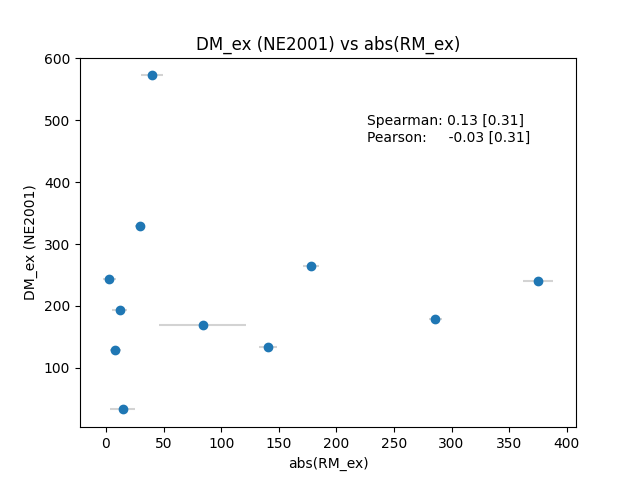 DM_ex (NE2001) vs abs(RM_ex)
600
500
400
300
200
100
DM_ex (NE2001)
Spearman: 0.13 [0.31]
Pearson: -0.03 [0.31]
0 50 100 150 200 250 300 350 400
abs(RM_ex)